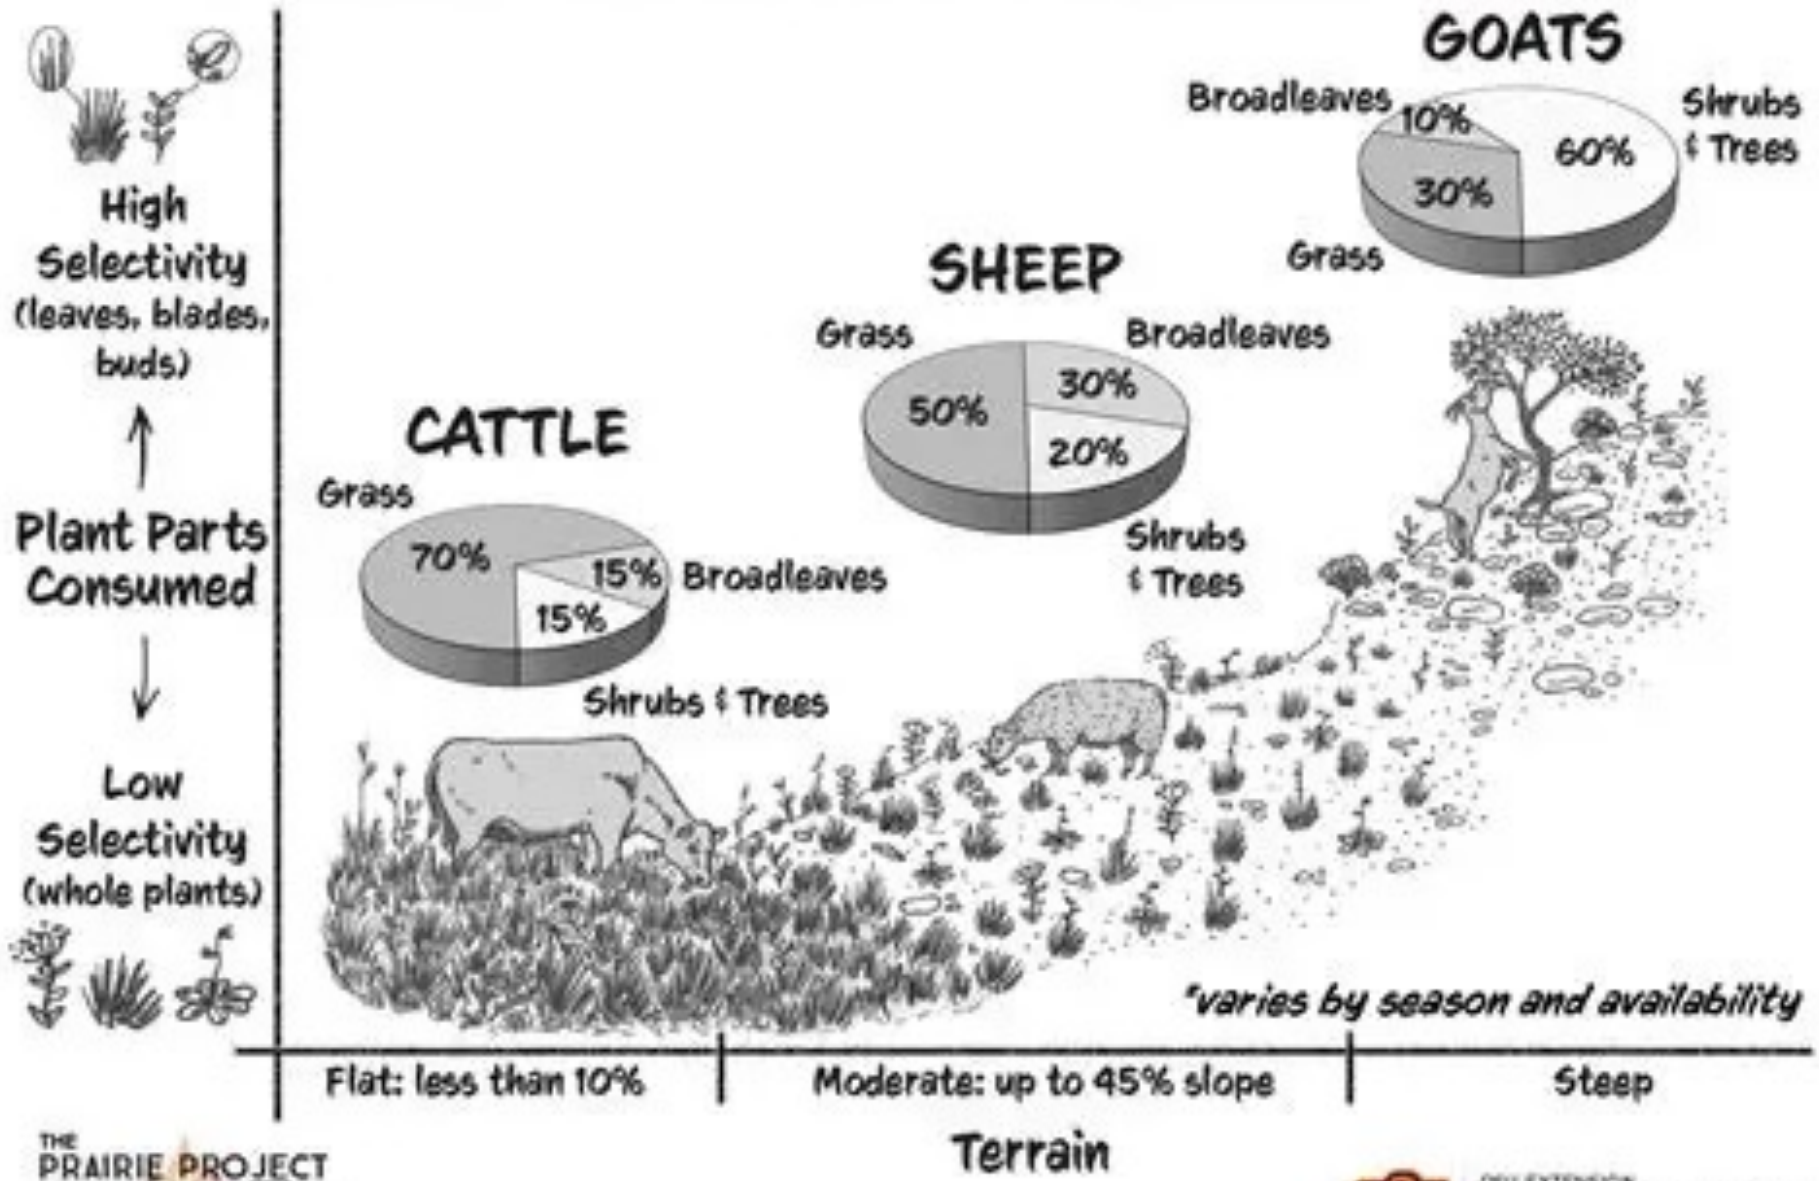 GOATS
Broadleaves
10%
Shrubs
& Trees
60%
30%
Grass
High
Selectivity
(leaves, blades,
buds)
SHEEP
Grass
Broadleaves
50%
30%
20%
Shrubs
& Trees
CATTLE
Grass
70%
15%
Broadleaves
15%
Shrubs & Trees
Plant Parts
Consumed
Low
Selectivity
(whole plants)
*varies by season and availability
Flat: less than 10%
Moderate: up to 45% slope
Steep
Terrain
THE
PRAIRIE PROJECT